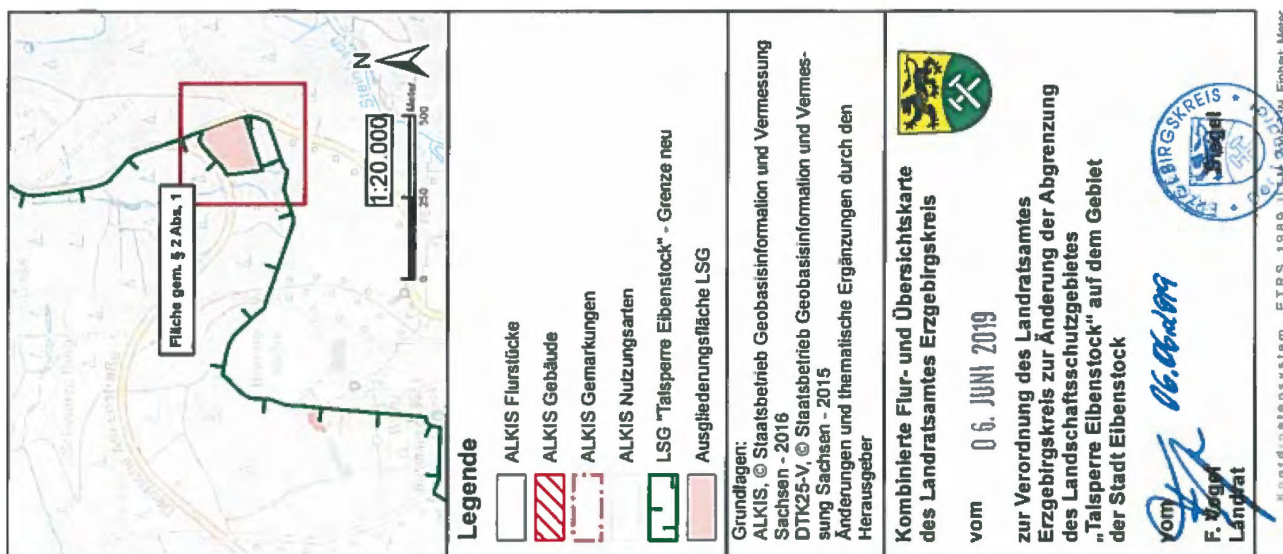 Fläche gem. § 2 Abs. 1
N
1:20.000
0 250 500
Meter
Legende
ALKIS Flurstücke
ALKIS Gebäude
ALKIS Gemarkungen
ALKIS Nutzungsarten
LSG "Talsperre Eibenstock" - Grenze neu
Ausgliederungsfläche LSG
Grundlagen:
ALKIS, © Staatsbetrieb Geobasisinformation und Vermessung
Sachsen - 2016
DTK25-V, © Staatsbetrieb Geobasisinformation und Vermes-
sung Sachsen - 2015
Änderungen und thematische Ergänzungen durch den
Herausgeber
Kombinierte Flur- und Übersichtskarte
des Landratsamtes Erzgebirgskreis
vom 06. JUNI 2019
zur Verordnung des Landratsamtes
Erzgebirgskreis zur Änderung der Abgrenzung
des Landschaftsschutzgebietes
„Talsperre Eibenstock" auf dem Gebiet
der Stadt Eibenstock
vom 06.06.2019
F. Vogel
Landrat
Siegel
ERZGEBIRGSKREIS